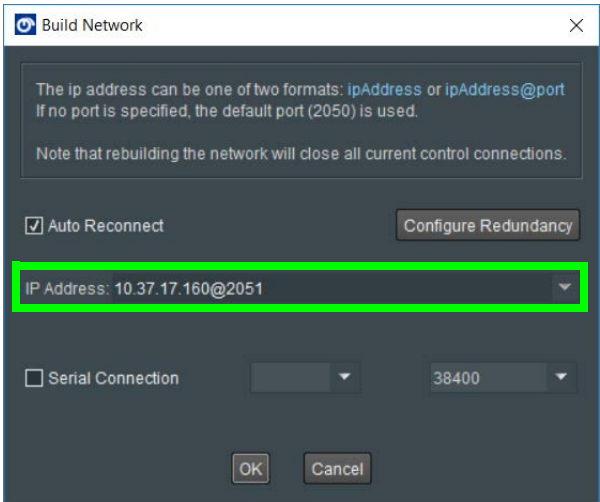 Build Network
The ip address can be one of two formats: ipAddress or ipAddress@port
If no port is specified, the default port (2050) is used.
Note that rebuilding the network will close all current control connections.
Auto Reconnect
Configure Redundancy
IP Address: 10.37.17.160@2051
Serial Connection
38400
OK
Cancel